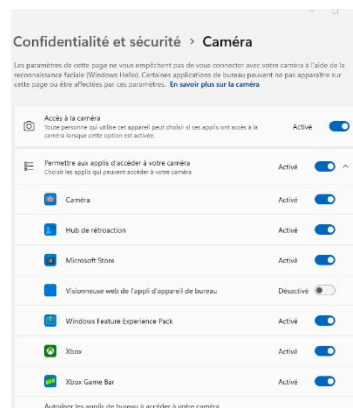 Confidentialité et sécurité > Caméra
Les paramètres de cette page ne vous empêchent pas de vous connecter avec votre caméra à l'aide de la
reconnaissance faciale (Windows Hello). Certaines applications de bureau peuvent ne pas apparaître sur
cette page ou être affectées par ces paramètres. En savoir plus sur la caméra
Accès à la caméra
Activé
Toute personne qui utilise cet appareil peut choisir si ses applis ont accès à la
caméra lorsque cette option est activée.
Permettre aux applis d'accéder à votre caméra
Activé
Choisir les applis qui peuvent accéder à votre caméra
Caméra Activé
Hub de rétroaction Activé
Microsoft Store Activé
Visionneuse web de l'appli d'appareil de bureau Désactivé
Windows Feature Experience Pack Activé
Xbox Activé
Xbox Game Bar Activé
Autoriser les applis de bureau à accéder à votre caméra